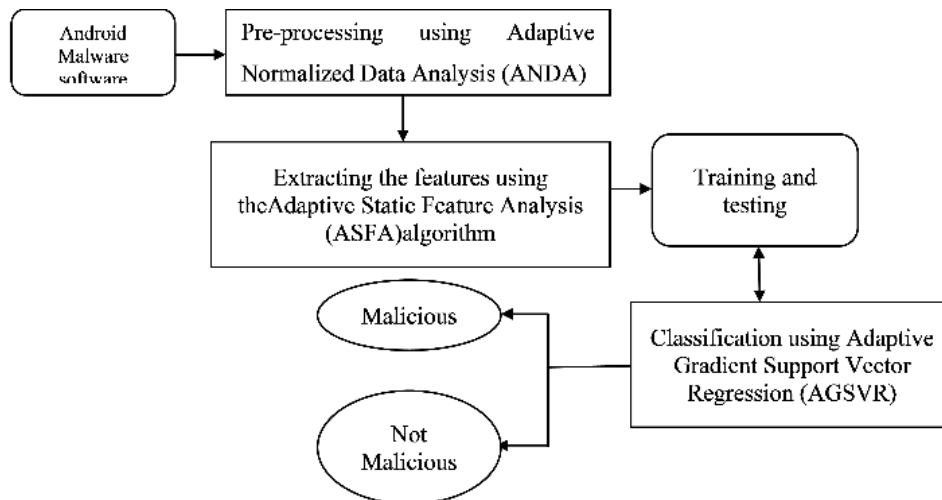 Android
Malware
software
Pre-processing using Adaptive
Normalized Data Analysis (ANDA)
Extracting the features using
theAdaptive Static Feature Analysis
(ASFA)algorithm
Training and
testing
Malicious
Classification using Adaptive
Gradient Support Vector
Regression (AGSVR)
Not
Malicious